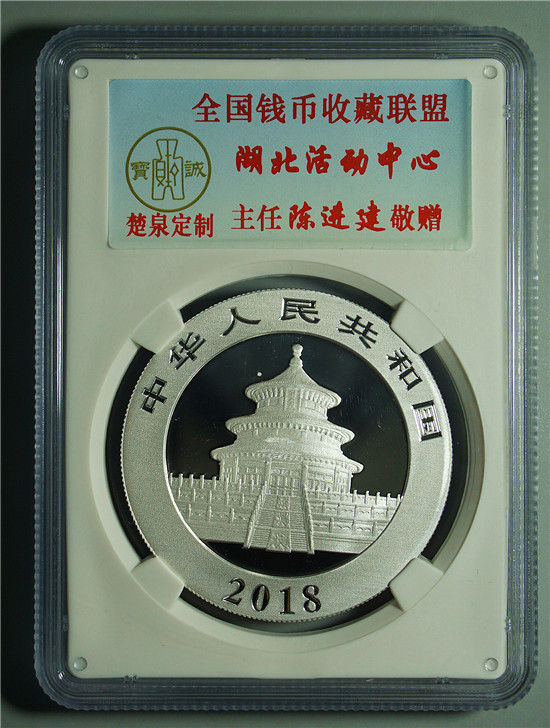 全国钱币收藏联盟
湖北活动中心
寶 誠
楚泉定制
主任陈进建敬赠
中华人民共和国
2018